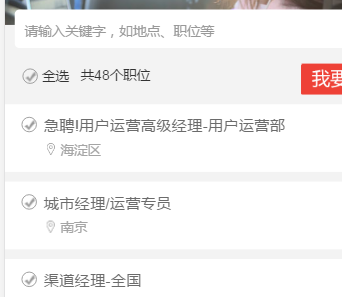 请输入关键字，如地点、职位等
全选 共48个职位 我要
急聘!用户运营高级经理-用户运营部
海淀区
城市经理/运营专员
南京
渠道经理-全国